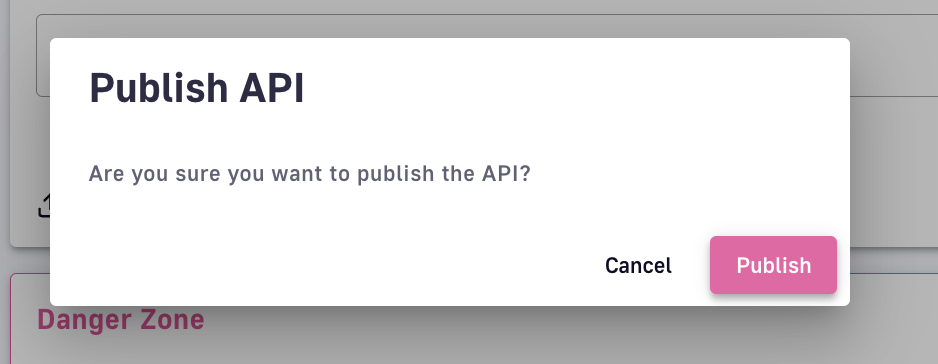 Publish API
Are you sure you want to publish the API?
Cancel
Publish
Danger Zone